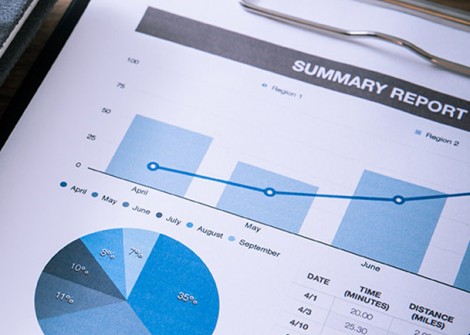 SUMMARY REPORT
Region 1
Region 2
100
75
50
25
0
April
May
June
April May June July August September
8%
7%
10%
11%
35%
DATE TIME (MINUTES) DISTANCE (MILES)
4/1 20.00
4/3 25.30
4/10